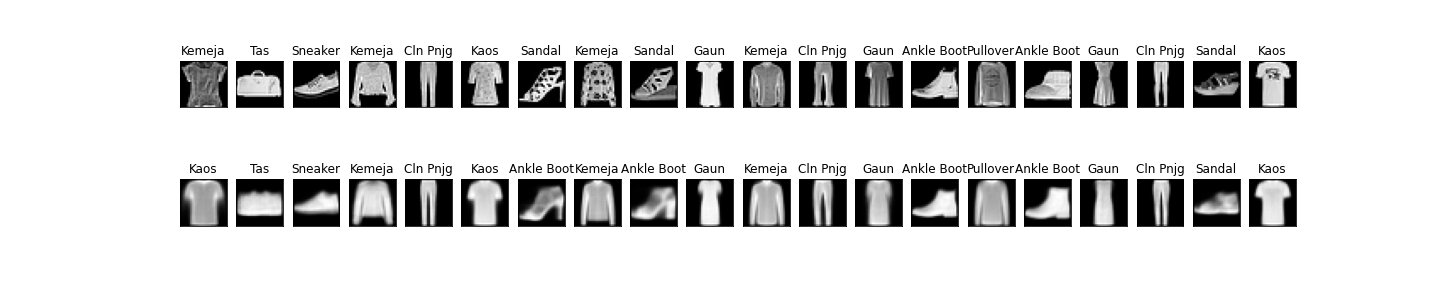 Kemeja Tas Sneaker Kemeja Cln Pnjg Kaos Sandal Kemeja Sandal Gaun Kemeja Cln Pnjg Gaun Ankle Boot Pullover Ankle Boot Gaun Cln Pnjg Sandal Kaos
Kaos Tas Sneaker Kemeja Cln Pnjg Kaos Ankle Boot Kemeja Ankle Boot Gaun Kemeja Cln Pnjg Gaun Ankle Boot Pullover Ankle Boot Gaun Cln Pnjg Sandal Kaos